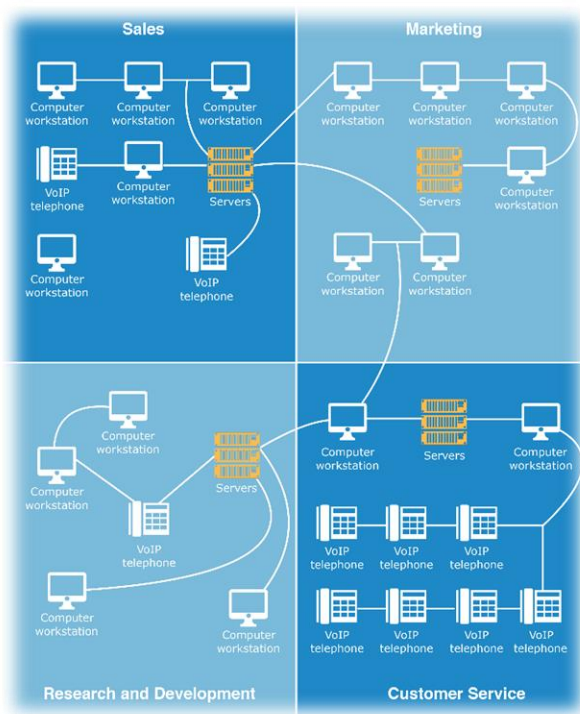 Sales
Marketing
Computer
workstation
Computer
workstation
Computer
workstation
Computer
workstation
Computer
workstation
Computer
workstation
VoIP
telephone
Computer
workstation
Servers
Servers
Computer
workstation
Computer
workstation
VoIP
telephone
Computer
workstation
Computer
workstation
Computer
workstation
Computer
workstation
Servers
Computer
workstation
Computer
workstation
Servers
Computer
workstation
VoIP
telephone
VoIP
telephone
VoIP
telephone
VoIP
telephone
Computer
workstation
Computer
workstation
VoIP
telephone
VoIP
telephone
VoIP
telephone
VoIP
telephone
Research and Development
Customer Service